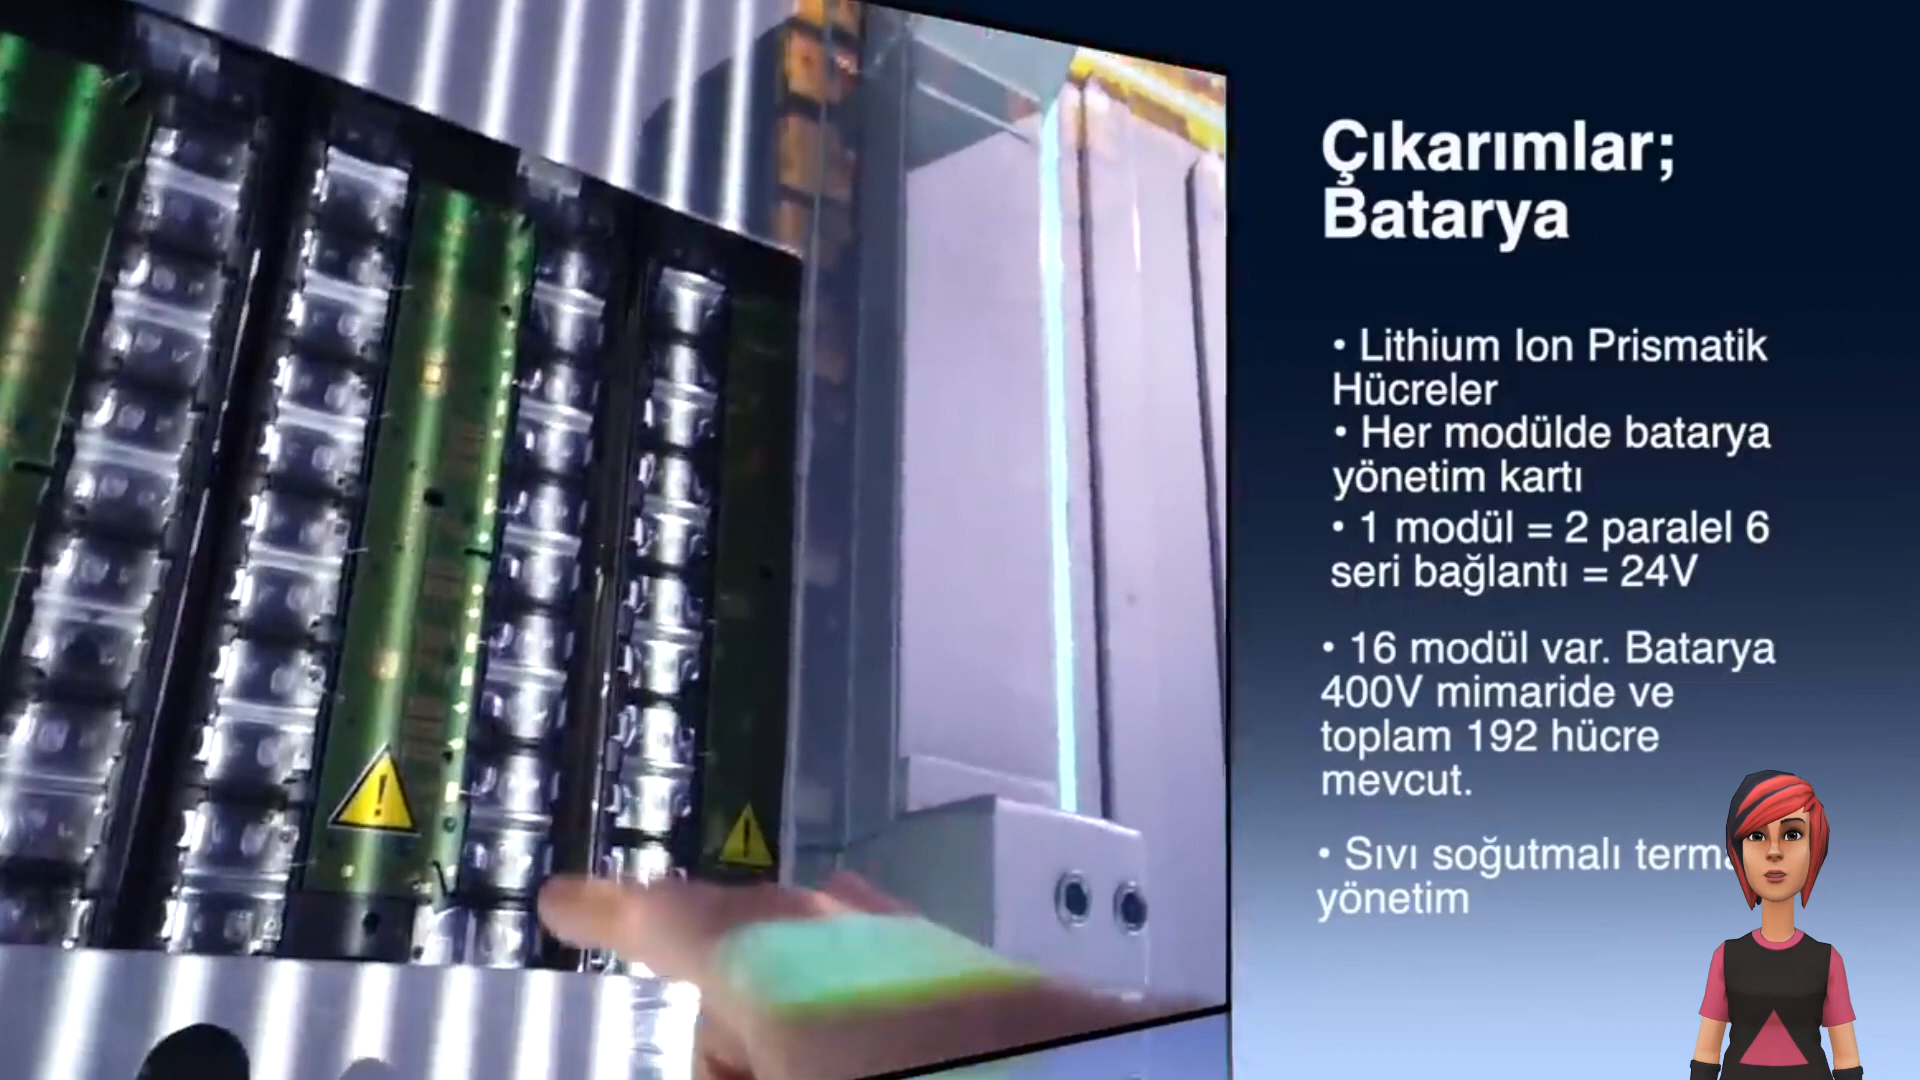 Çıkarımlar;
Batarya
• Lithium Ion Prismatik
Hücreler
• Her modülde batarya
yönetim kartı
• 1 modül = 2 paralel 6
seri bağlantı = 24V
• 16 modül var. Batarya
400V mimaride ve
toplam 192 hücre
mevcut.
• Sıvı soğutmalı
yönetim